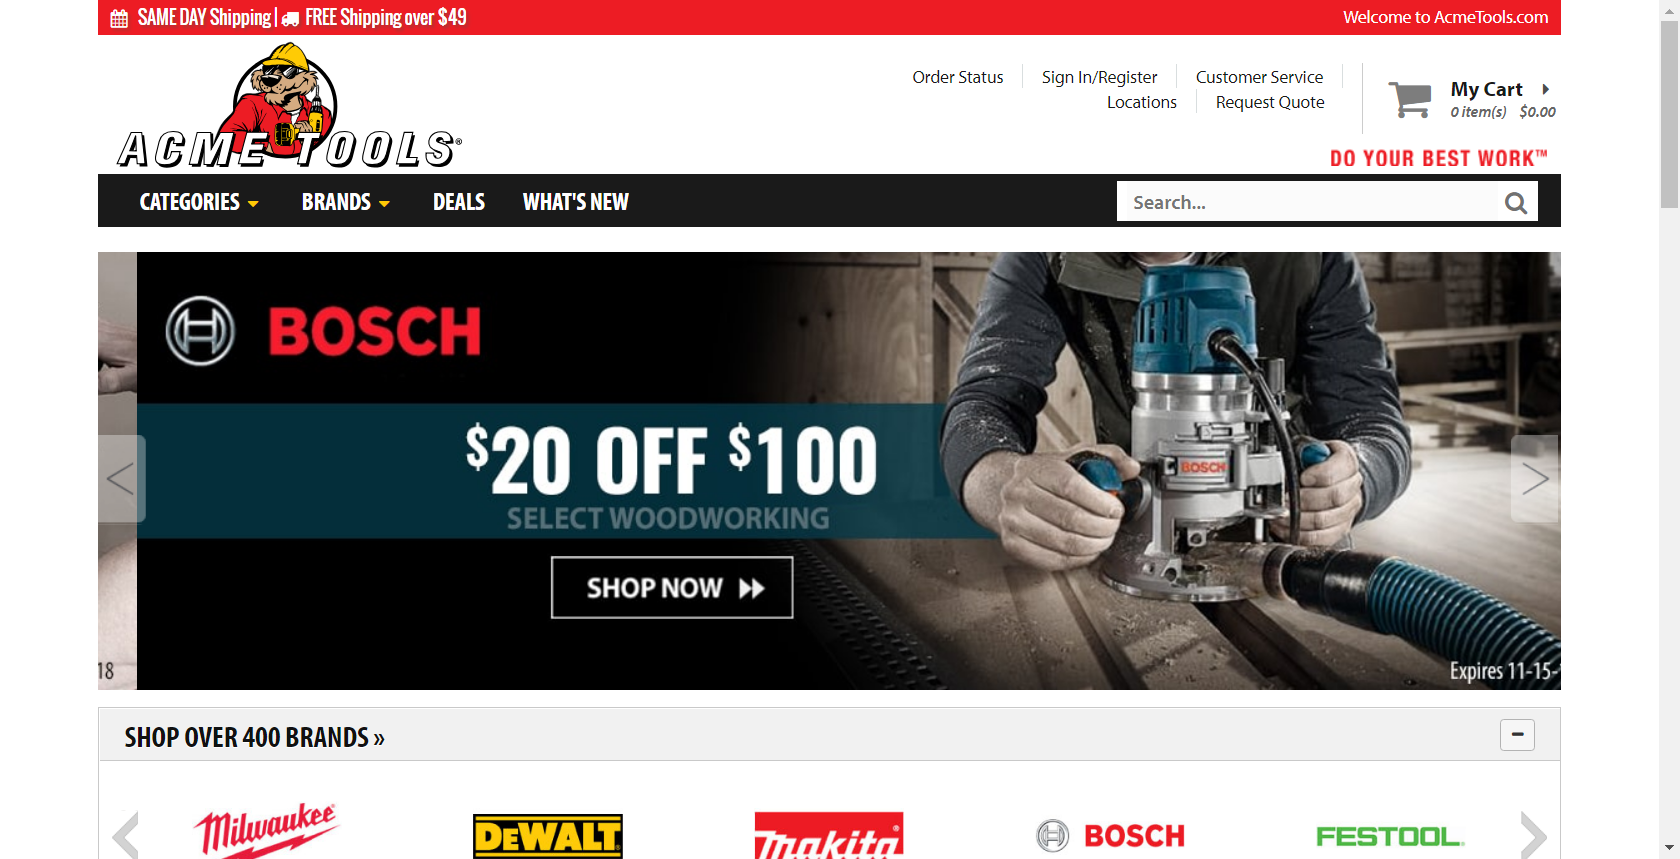 SAME DAY Shipping | FREE Shipping over $49
Welcome to AcmeTools.com
ACME TOOLS®
Order Status
Sign In/Register
Customer Service
Locations
Request Quote
My Cart
0 item(s) $0.00
DO YOUR BEST WORK™
CATEGORIES
BRANDS
DEALS
WHAT'S NEW
Search...
BOSCH
$20 OFF $100
SELECT WOODWORKING
SHOP NOW
BOSCH
18
Expires 11-15-
SHOP OVER 400 BRANDS »
Milwaukee®
DEWALT
makita®
BOSCH
FESTOOL